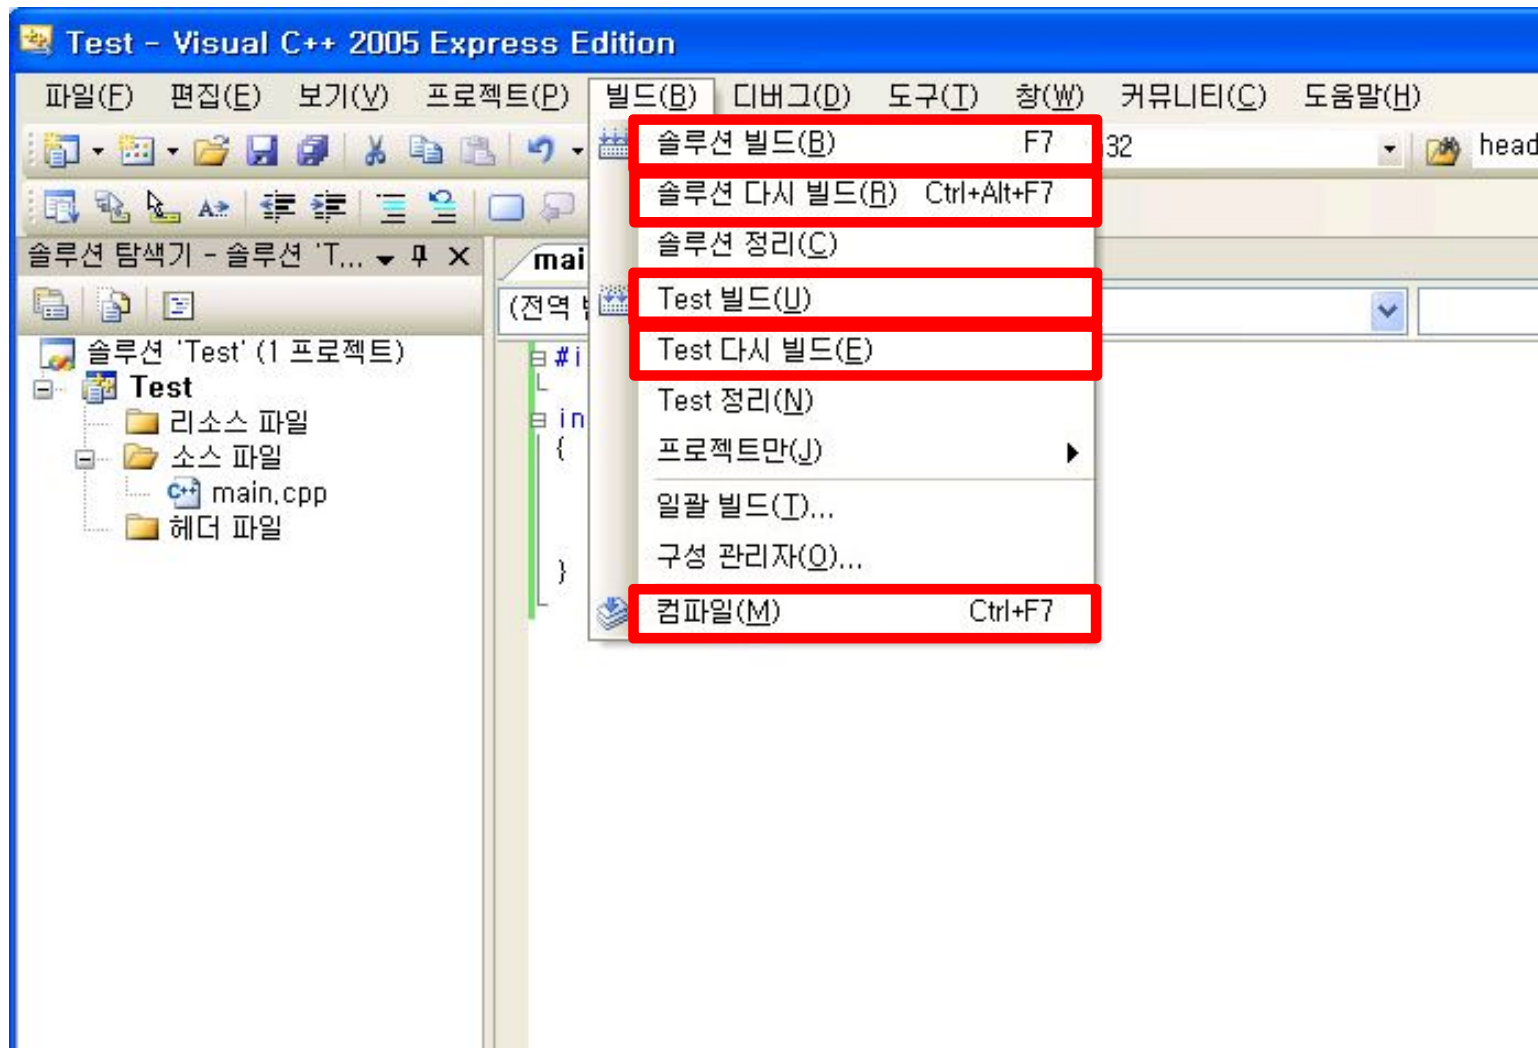 Test - Visual C++ 2005 Express Edition
파일(F) 편집(E) 보기(V) 프로젝트(P) 빌드(B) 디버그(D) 도구(T) 창(W) 커뮤니티(C) 도움말(H)
솔루션 빌드(B) F7
32
head
솔루션 다시 빌드(R) Ctrl+Alt+F7
솔루션 정리(C)
Test 빌드(U)
Test 다시 빌드(E)
Test 정리(N)
프로젝트만(J)
일괄 빌드(T)...
구성 관리자(O)...
컴파일(M) Ctrl+F7
솔루션 탐색기 - 솔루션 'T...
솔루션 'Test' (1 프로젝트)
Test
리소스 파일
소스 파일
main.cpp
헤더 파일
mai
(전역
#i
in
{
}